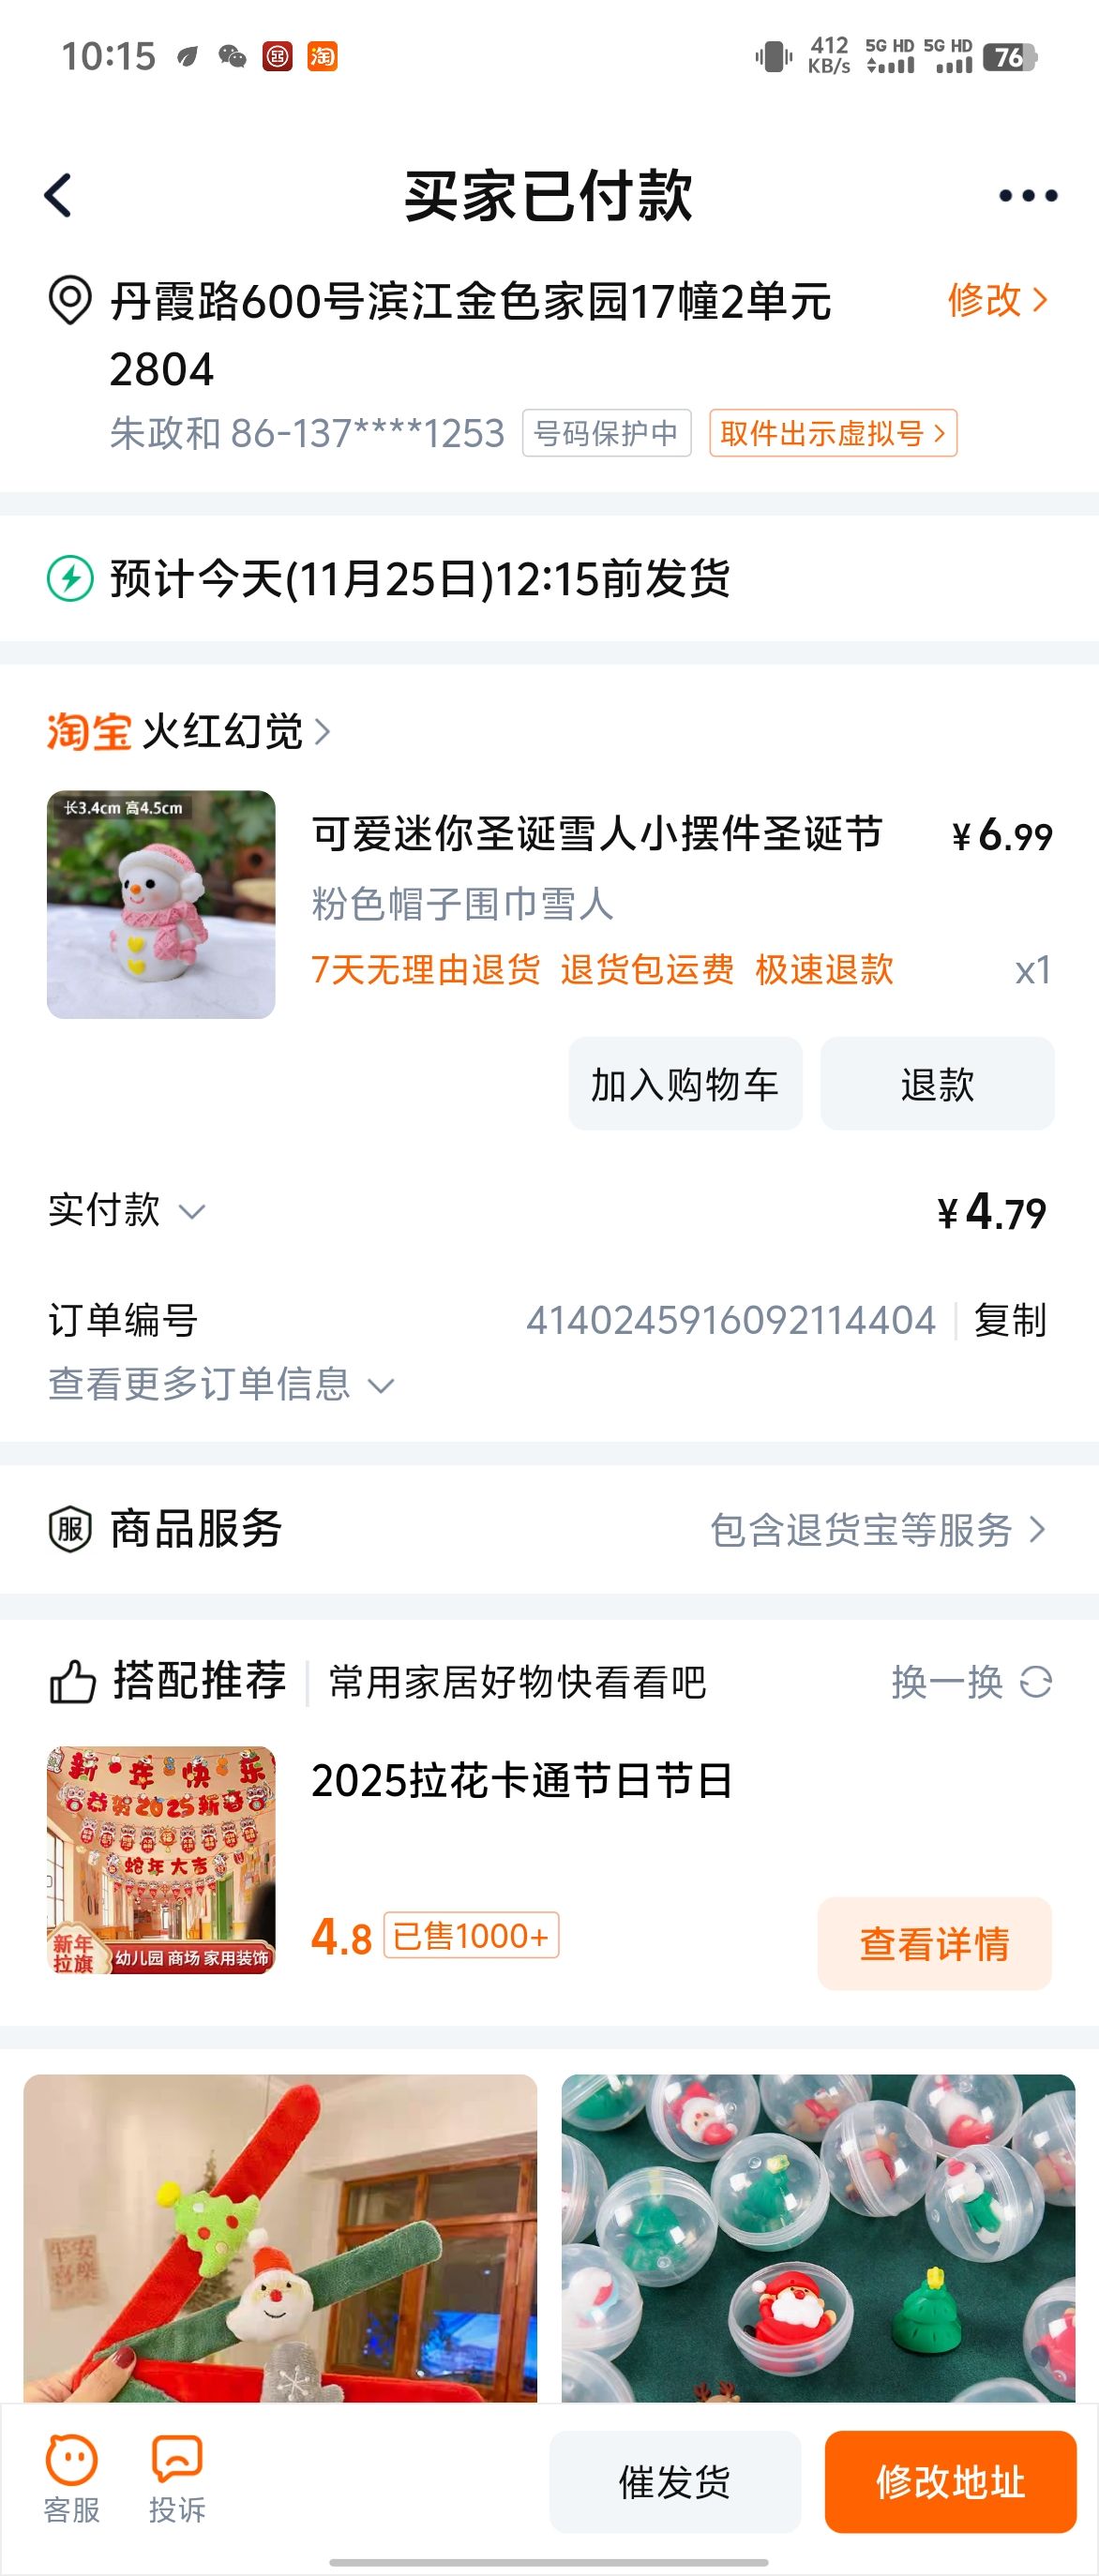 10:15
412 KB/s 5G HD 5G HD 76
买家已付款
丹霞路600号滨江金色家园17幢2单元
2804
修改
朱政和 86-137****1253 号码保护中 取件出示虚拟号
预计今天(11月25日)12:15前发货
淘宝 火红幻觉
长3.4cm 高4.5cm
可爱迷你圣诞雪人小摆件圣诞节 ¥6.99
粉色帽子围巾雪人
7天无理由退货 退货包运费 极速退款 x1
加入购物车 退款
实付款 ¥4.79
订单编号 4140245916092114404 复制
查看更多订单信息
服 商品服务 包含退货宝等服务
搭配推荐 常用家居好物快看看吧 换一换
新年快乐
恭贺2025新春
蛇年大吉
新年
拉旗
幼儿园 商场 家用装饰
2025拉花卡通节日节日
4.8 已售1000+ 查看详情
客服 投诉 催发货 修改地址